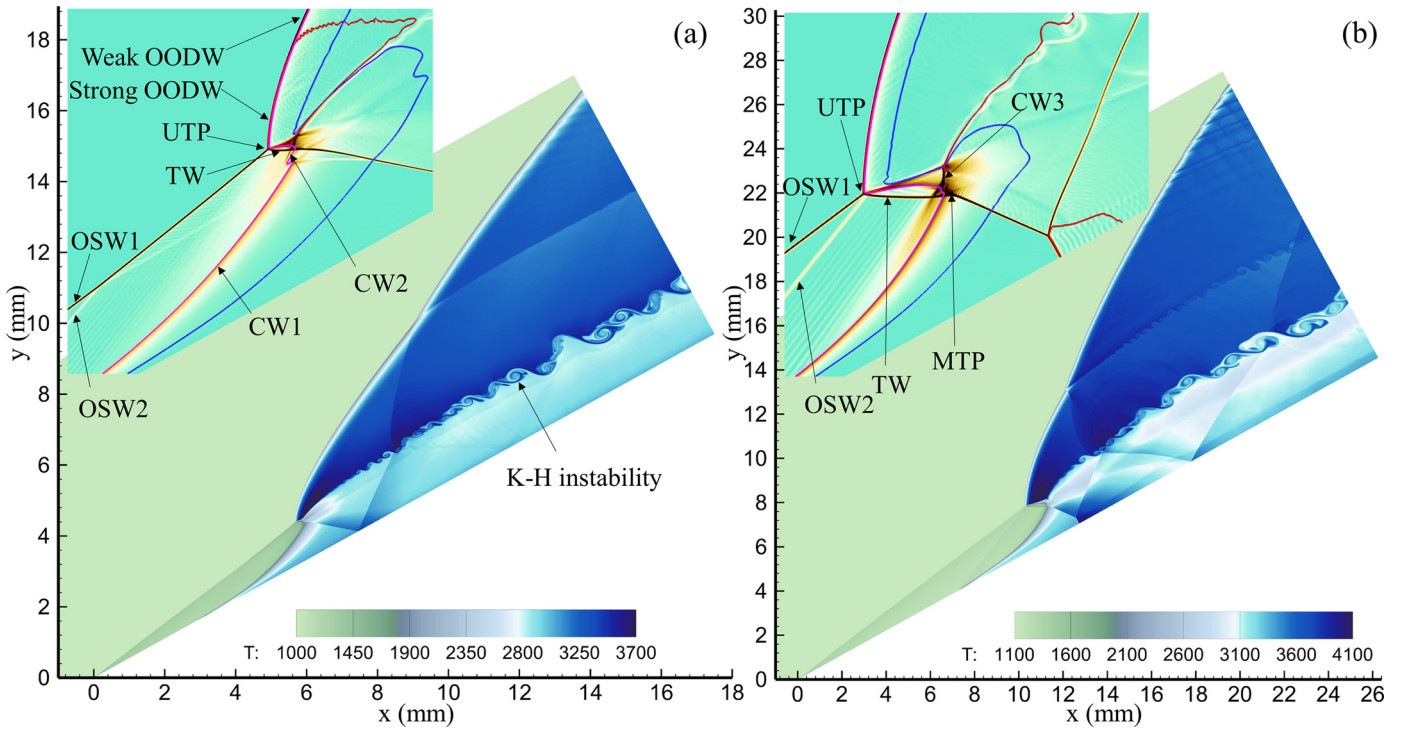 (a)
Weak OODW
Strong OODW
UTP
TW
OSW1
OSW2
CW1
CW2
K-H instability
18
16
14
12
10
8
6
4
2
0
y (mm)
T: 1000 1450 1900 2350 2800 3250 3700
0 2 4 6 8 10 12 14 16 18
x (mm)
(b)
UTP
CW3
OSW1
TW
MTP
OSW2
30
28
26
24
22
20
18
16
14
12
10
8
6
4
2
0
y (mm)
T: 1100 1600 2100 2600 3100 3600 4100
0 2 4 6 8 10 12 14 16 18 20 22 24 26
x (mm)